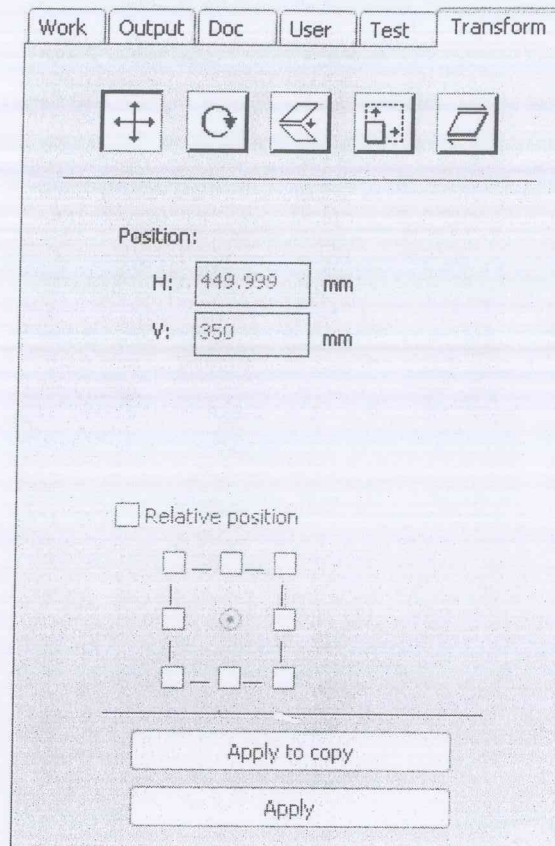 Work Output Doc User Test Transform
Position:
H: 449.999 mm
V: 350 mm
Relative position
Apply to copy
Apply